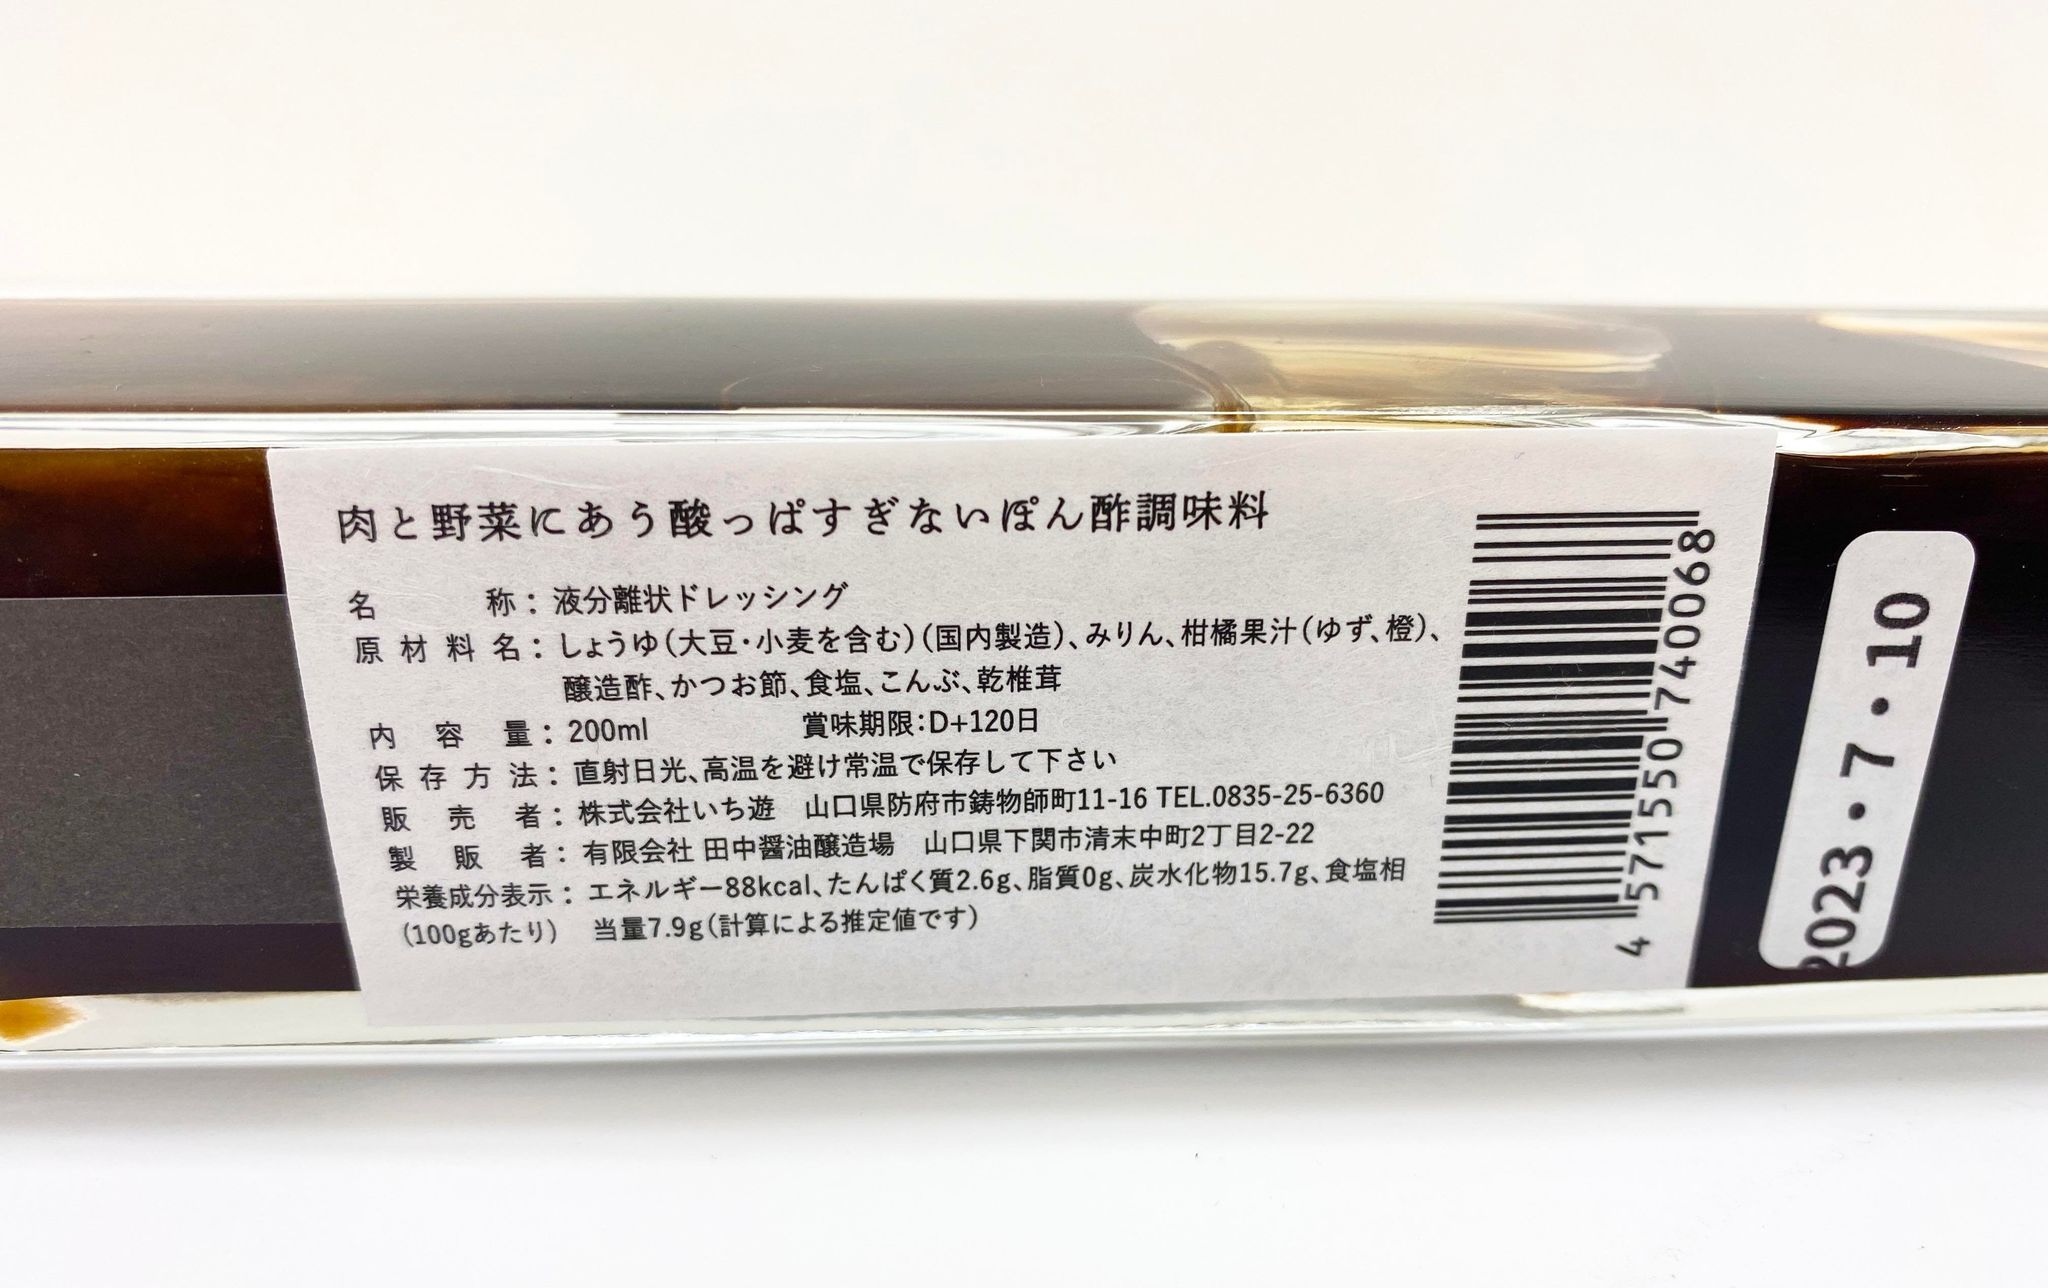 肉と野菜にあう酸っぱすぎないぽん酢調味料
名称：液分離状ドレッシング
原材料名：しょうゆ(大豆・小麦を含む)(国内製造)、みりん、柑橘果汁(ゆず、橙)、
醸造酢、かつお節、食塩、こんぶ、乾椎茸
内容量：200ml 賞味期限:D+120日
保存方法：直射日光、高温を避け常温で保存して下さい
販売者：株式会社いち遊 山口県防府市鋳物師町11-16 TEL.0835-25-6360
製販者：有限会社 田中醤油醸造場 山口県下関市清末中町2丁目2-22
栄養成分表示：エネルギー88kcal、たんぱく質2.6g、脂質0g、炭水化物15.7g、食塩相
(100gあたり) 当量7.9g(計算による推定値です)
4571550740068
2023・7・10